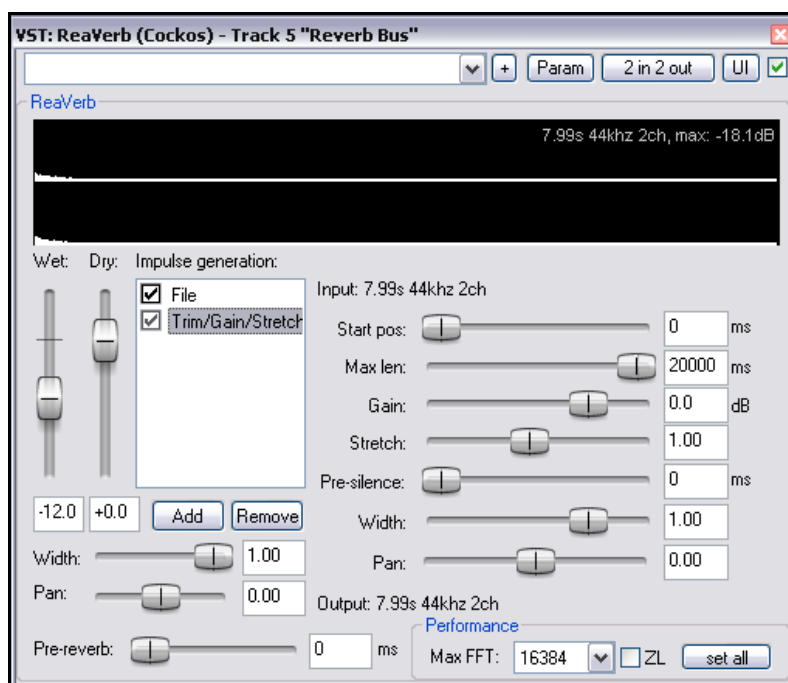 VST: ReaVerb (Cockos) - Track 5 "Reverb Bus"
+ Param 2 in 2 out UI
ReaVerb
7.99s 44khz 2ch, max: -18.1dB
Wet: Dry: Impulse generation:
File
Trim/Gain/Stretch
Input: 7.99s 44khz 2ch
Start pos: 0 ms
Max len: 20000 ms
Gain: 0.0 dB
Stretch: 1.00
Pre-silence: 0 ms
Width: 1.00
Pan: 0.00
Output: 7.99s 44khz 2ch
-12.0 +0.0 Add Remove
Width: 1.00
Pan: 0.00
Pre-reverb: 0 ms
Performance
Max FFT: 16384 ZL set all